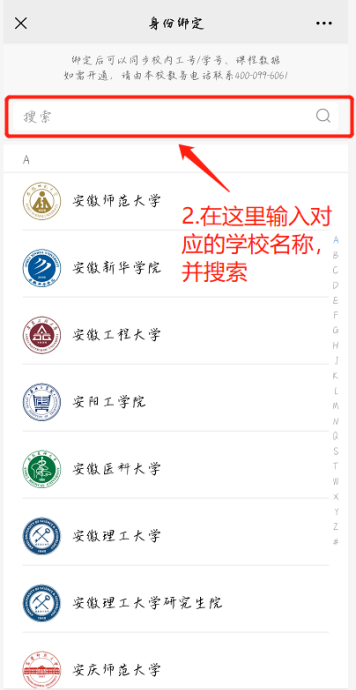 身份绑定
绑定后可以同步校内工号/学号、课程数据
如需开通，请由本校教务电话联系400-099-6061
搜索
A
安徽师范大学
2.在这里输入对
应的学校名称，
并搜索
安徽新华学院
安徽工程大学
安阳工学院
安徽医科大学
安徽理工大学
安徽理工大学研究生院
安庆师范大学
A
B
C
D
E
F
G
H
I
K
L
M
N
Q
S
T
W
X
Y
Z
#